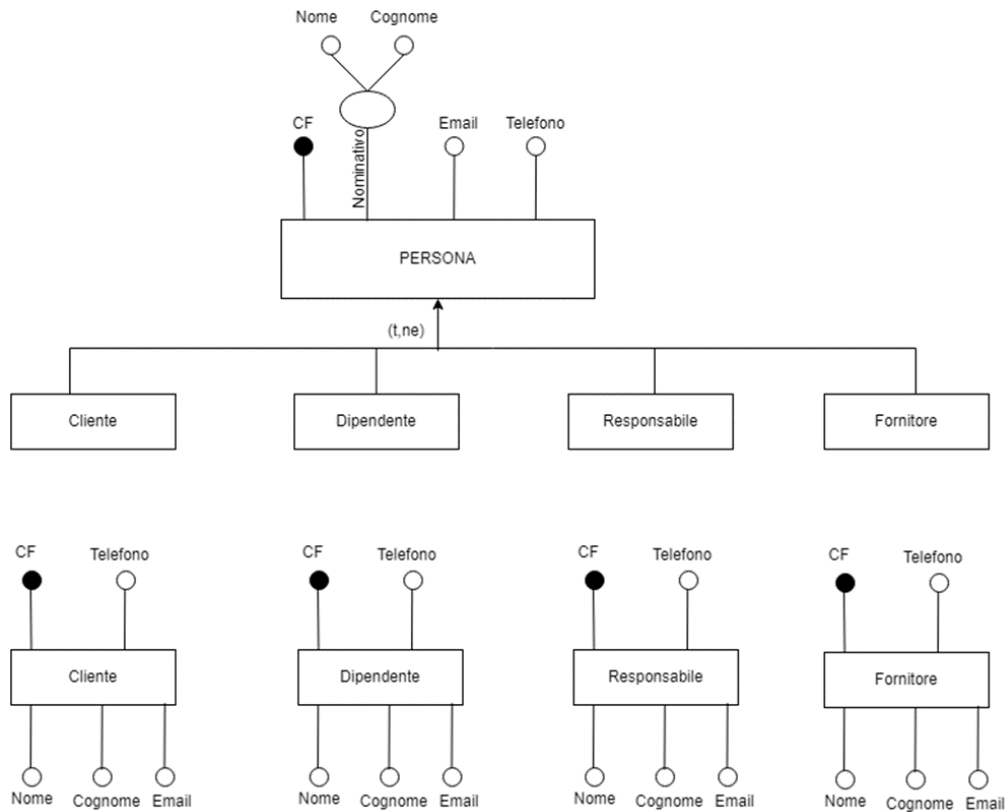 Nome Cognome
CF Email Telefono
Nominativo
PERSONA
(t,ne)
Cliente Dipendente Responsabile Fornitore
CF Telefono CF Telefono CF Telefono CF Telefono
Cliente Dipendente Responsabile Fornitore
Nome Cognome Email Nome Cognome Email Nome Cognome Email Nome Cognome Email